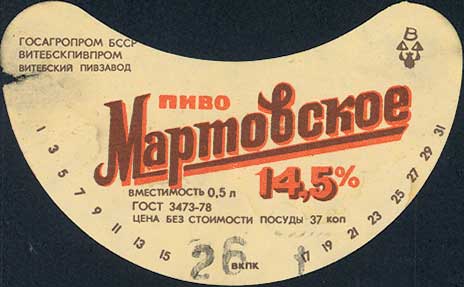 ГОСАГРОПРОМ БССР
ВИТЕБСКПИВПРОМ
ВИТЕБСКИЙ ПИВЗАВОД
В
ПИВО
Мартовское
14,5%
ВМЕСТИМОСТЬ 0,5 л
ГОСТ 3473-78
ЦЕНА БЕЗ СТОИМОСТИ ПОСУДЫ 37 коп
1 3 5 7 9 11 13 15 17 19 21 23 25 27 29 31
26
ВКПК